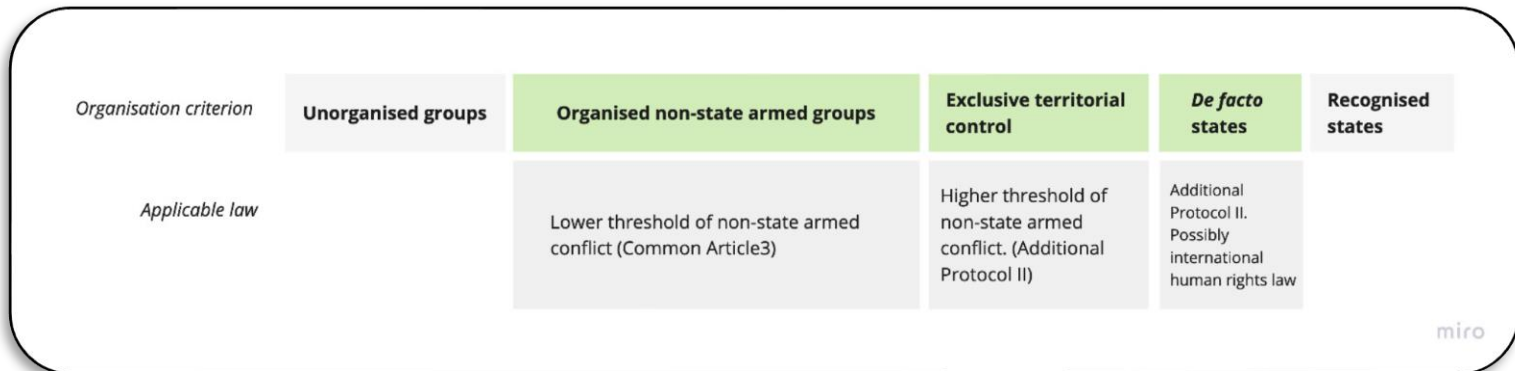 Organisation criterion
Unorganised groups
Organised non-state armed groups
Exclusive territorial
control
De facto
states
Recognised
states
Applicable law
Lower threshold of non-state armed
conflict (Common Article3)
Higher threshold of
non-state armed
conflict. (Additional
Protocol II)
Additional
Protocol II.
Possibly
international
human rights law
miro